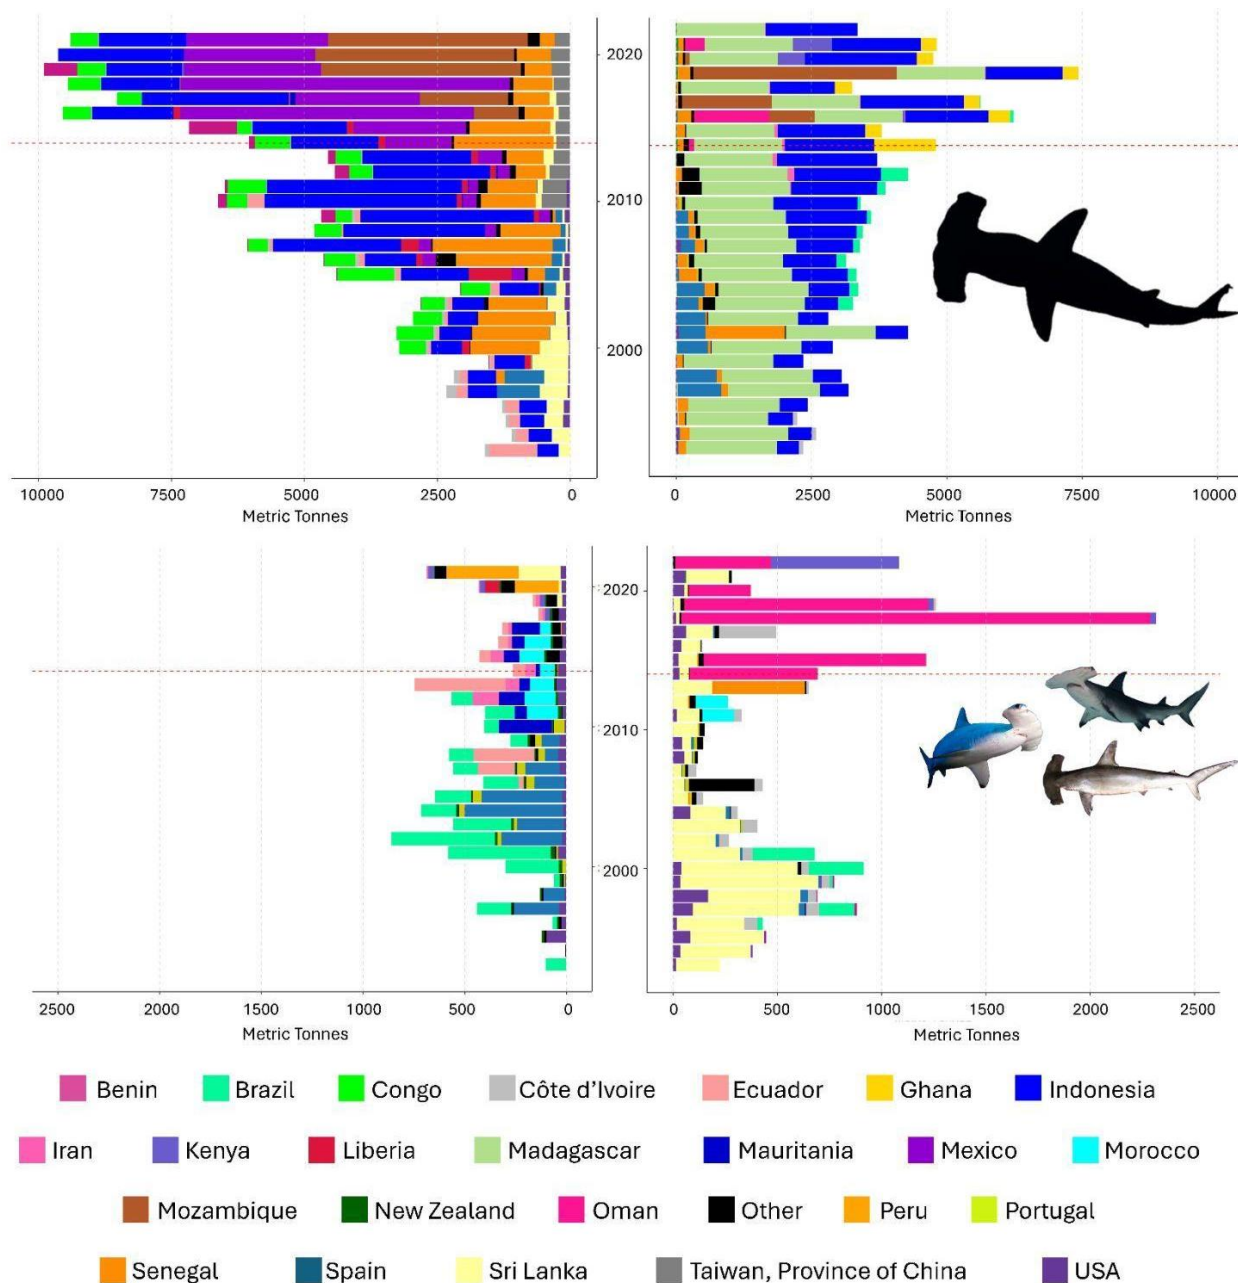 2020
2010
2000
10000 7500 5000 2500 0
Metric Tonnes
0 2500 5000 7500 10000
Metric Tonnes
2020
2010
2000
2500 2000 1500 1000 500 0
Metric Tonnes
0 500 1000 1500 2000 2500
Metric Tonnes
Benin Brazil Congo Côte d'Ivoire Ecuador Ghana Indonesia
Iran Kenya Liberia Madagascar Mauritania Mexico Morocco
Mozambique New Zealand Oman Other Peru Portugal
Senegal Spain Sri Lanka Taiwan, Province of China USA